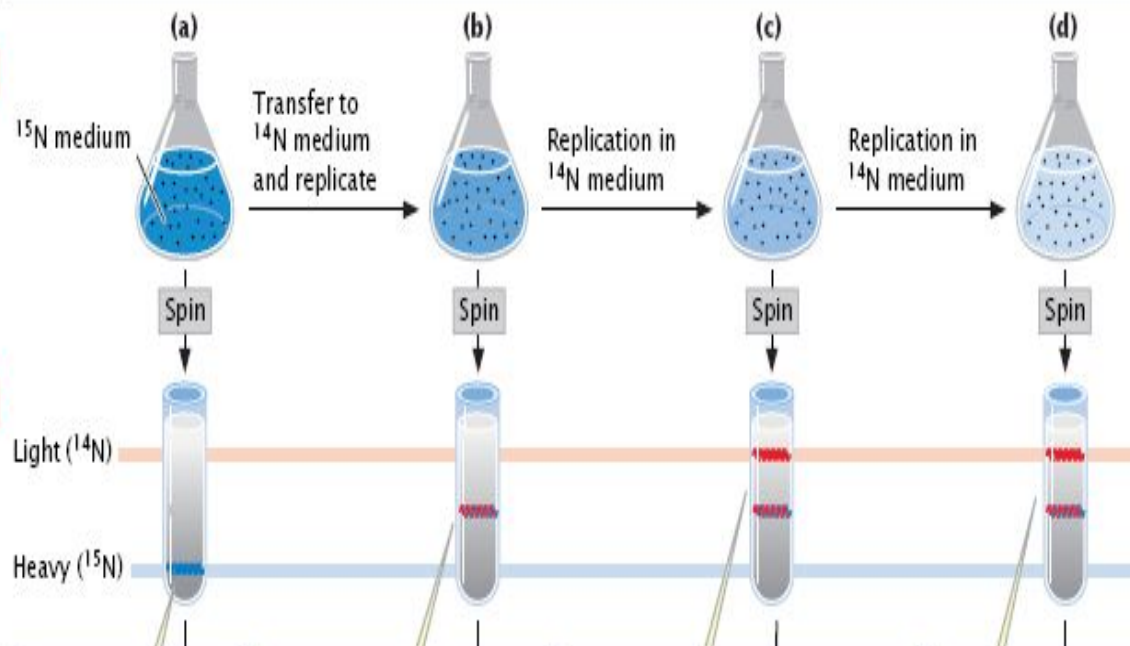 (a)
(b)
(c)
(d)
¹⁵N medium
Transfer to
¹⁴N medium
and replicate
Replication in
¹⁴N medium
Replication in
¹⁴N medium
Spin
Spin
Spin
Spin
Light (¹⁴N)
Heavy (¹⁵N)